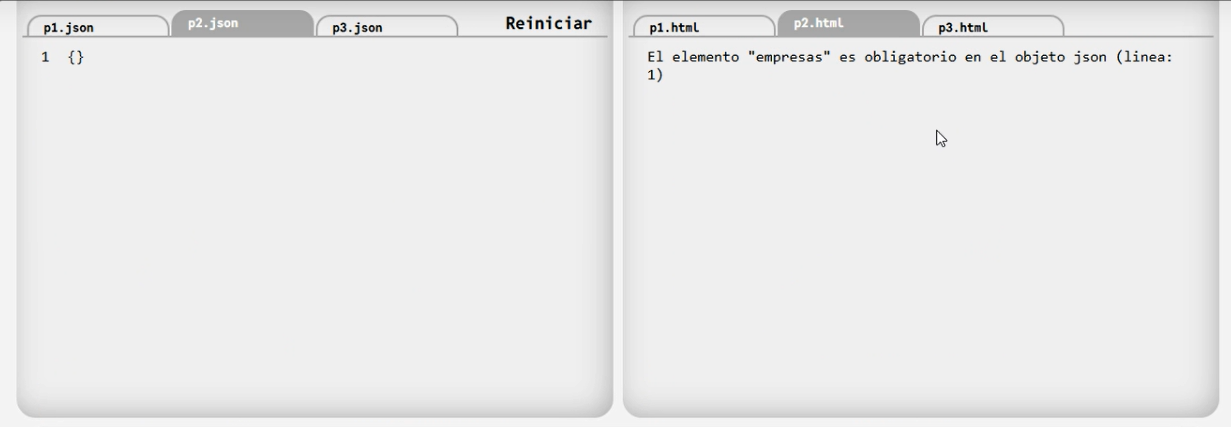 p1.json p2.json p3.json Reiniciar
1 {}
p1.html p2.html p3.html
El elemento "empresas" es obligatorio en el objeto json (linea:
1)